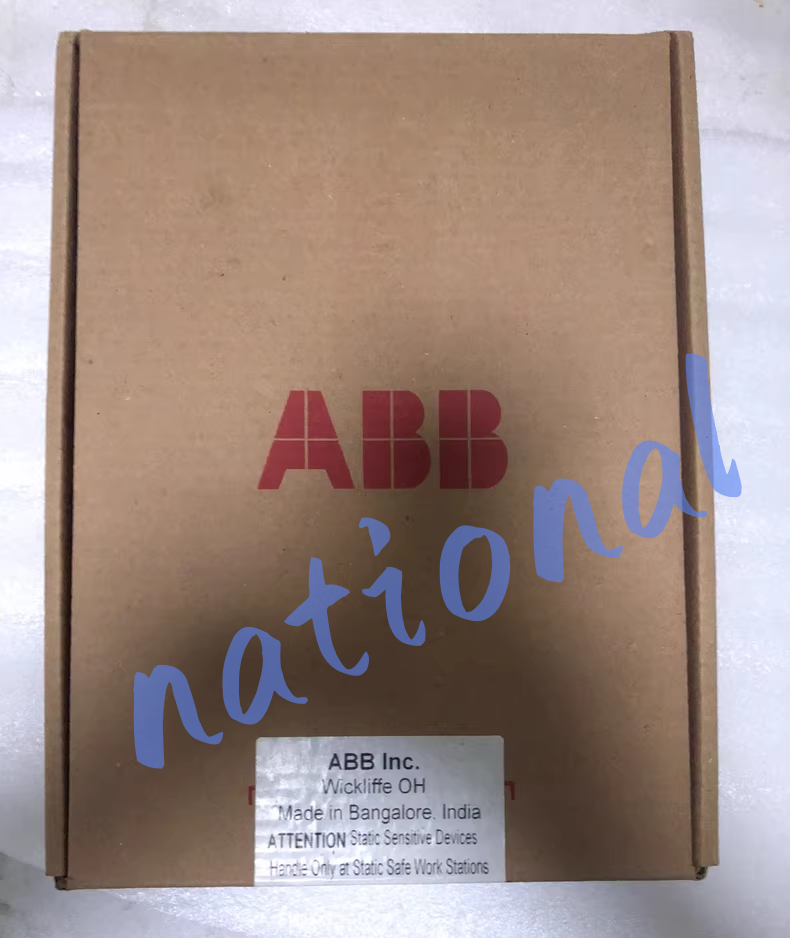 ABB
national
ABB Inc.
Wickliffe OH
Made in Bangalore, India
ATTENTION Static Sensitive Devices
Handle Only at Static Safe Work Stations